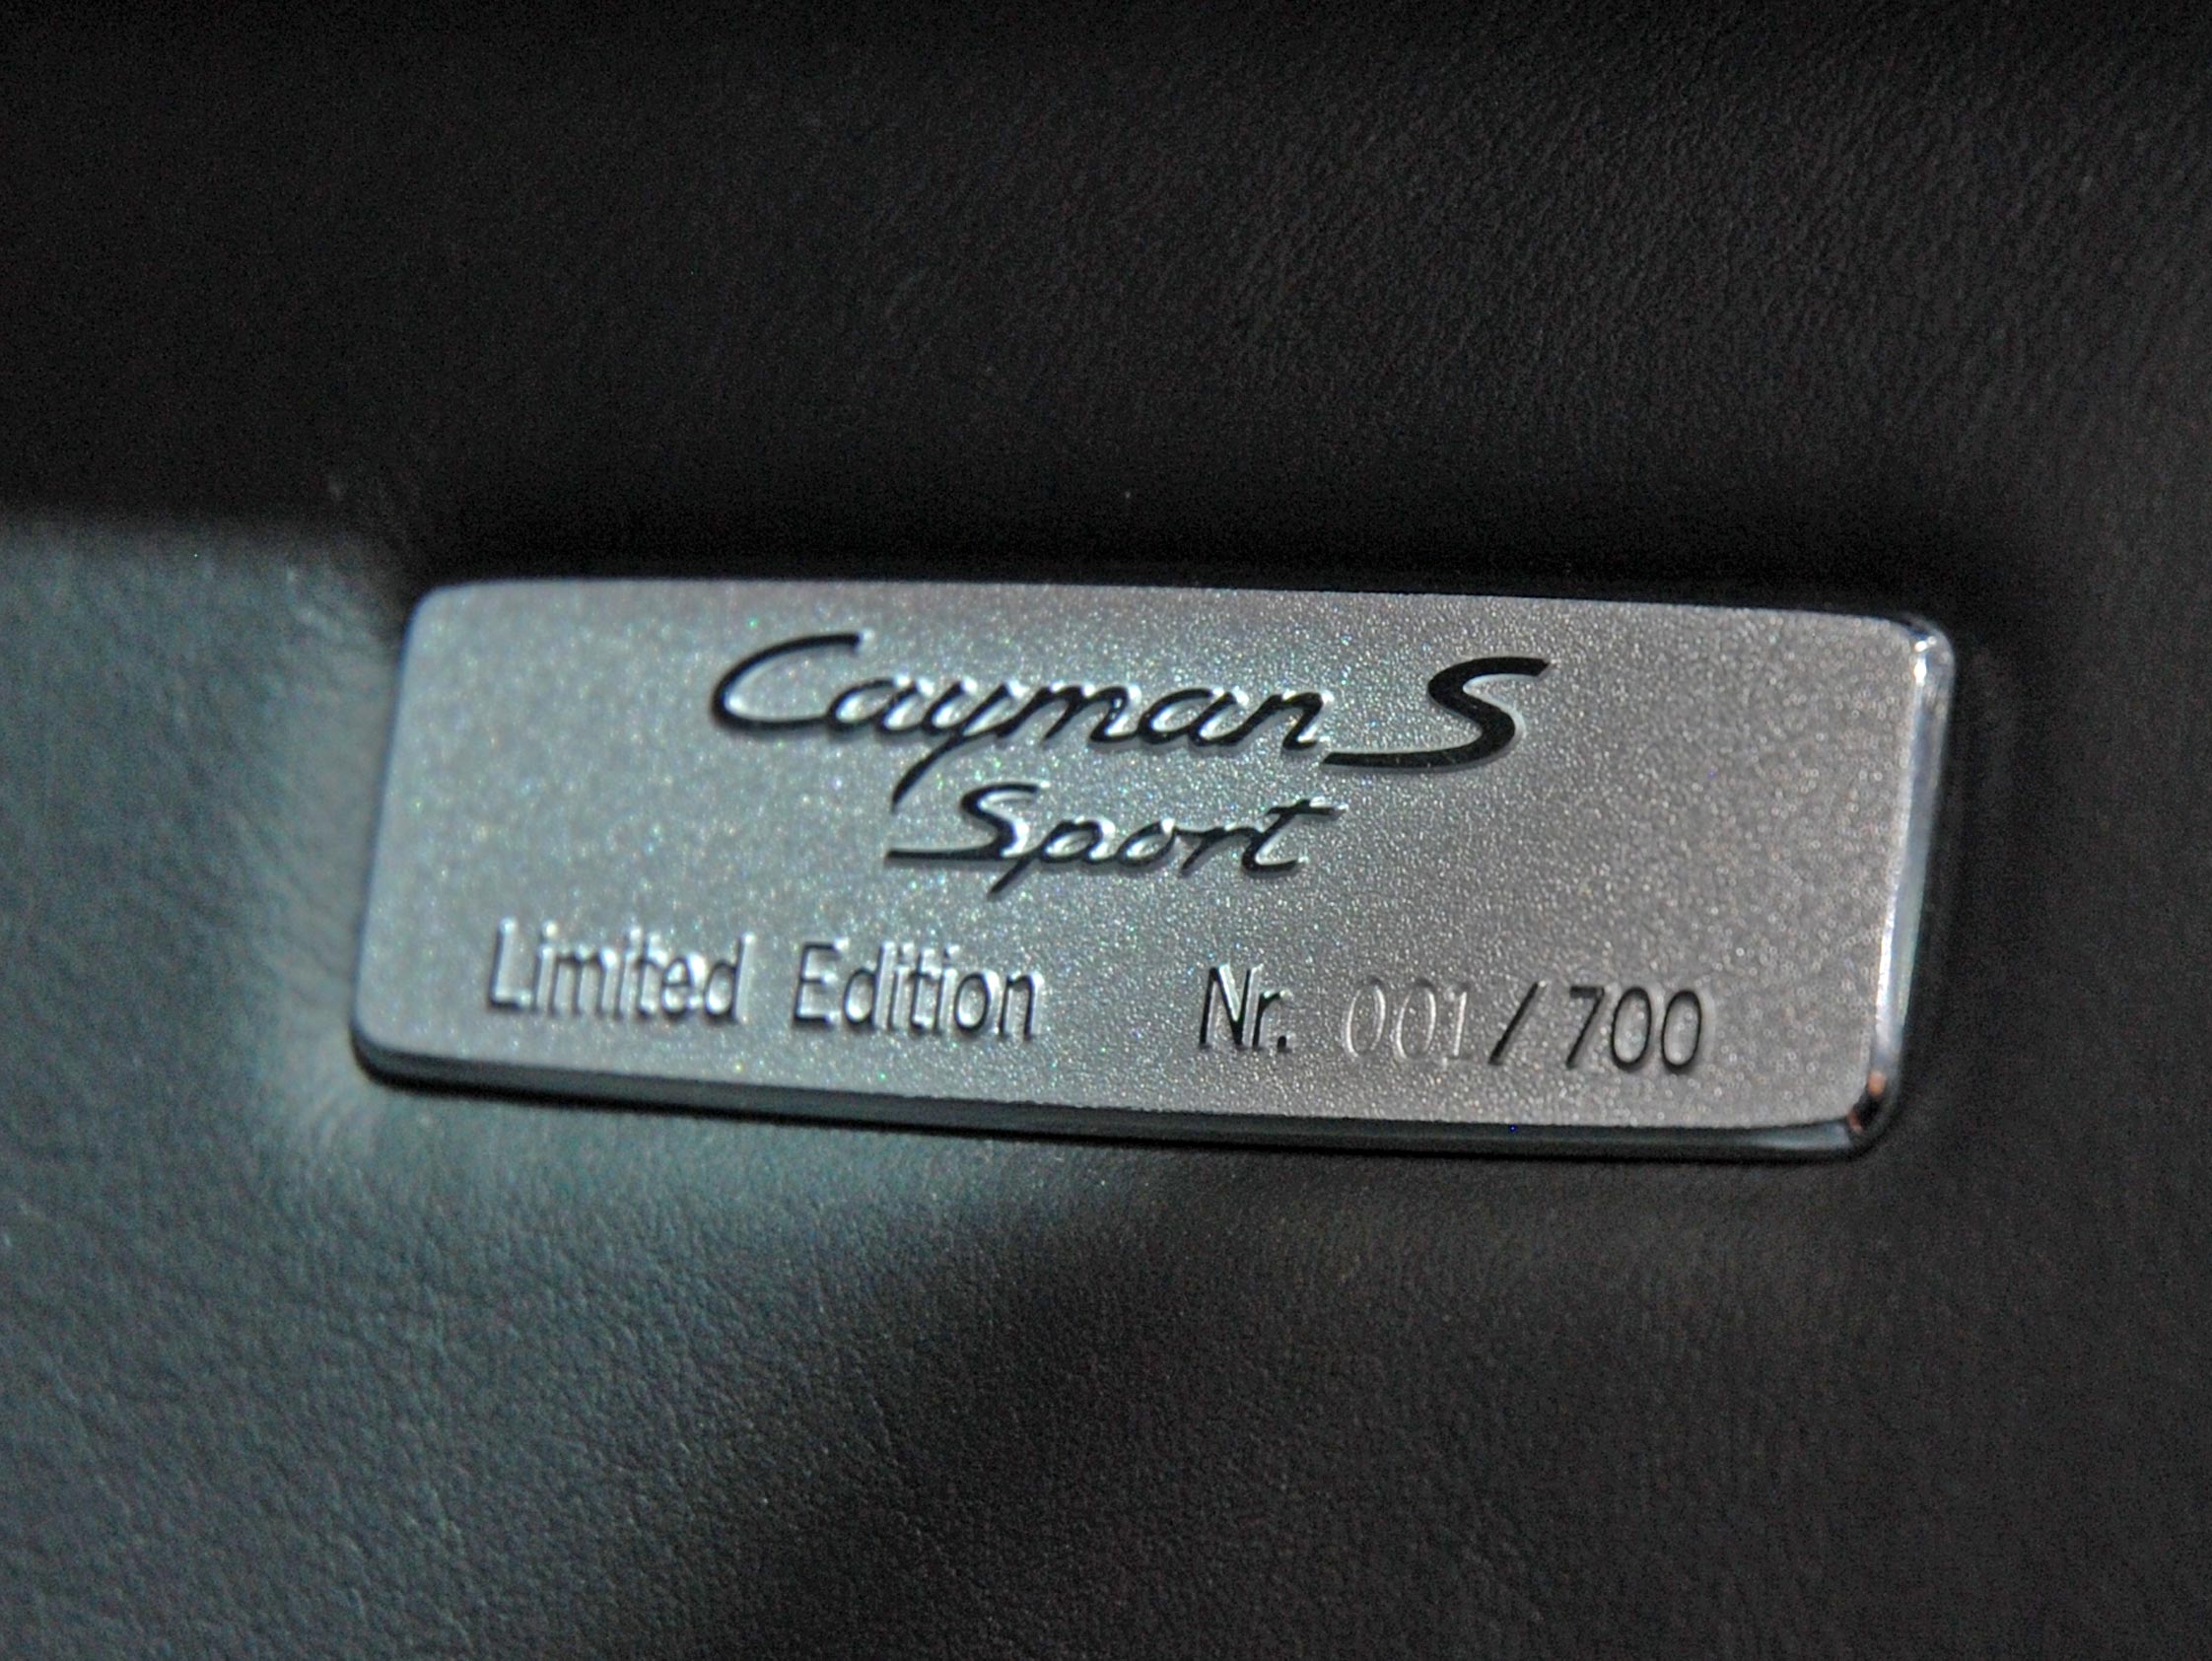 Cayman S
Sport
Limited Edition Nr. 001/700